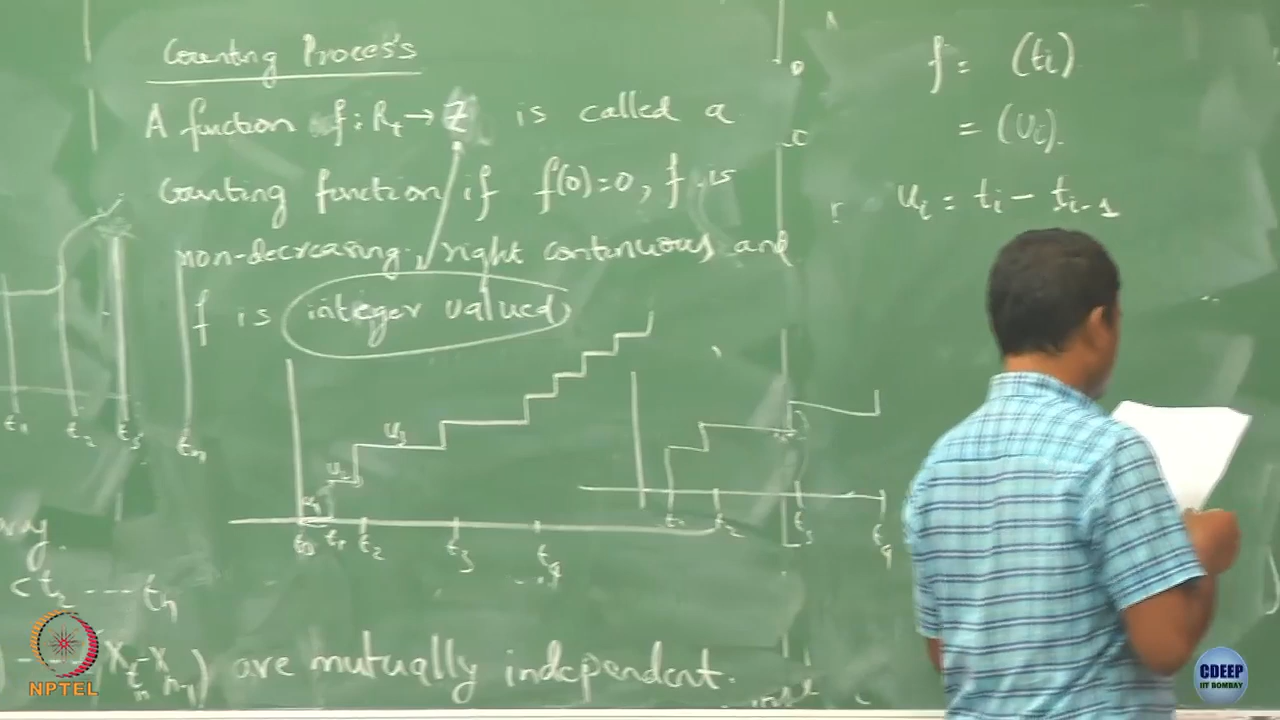 Counting Process's
A function f: R+ → Z is called a
Counting function if f(0)=0, f is
non-decreasing, right continuous and
f is integer valued
f = (ti)
= (ui).
ui = ti - ti-1
u2
u3
t0 t1 t2 t3 t4
t1 t2 t3 t4
t1 t2 t3 tn
< t2 ---- tn
are mutually independent.
NPTEL
CDEEP
IIT BOMBAY